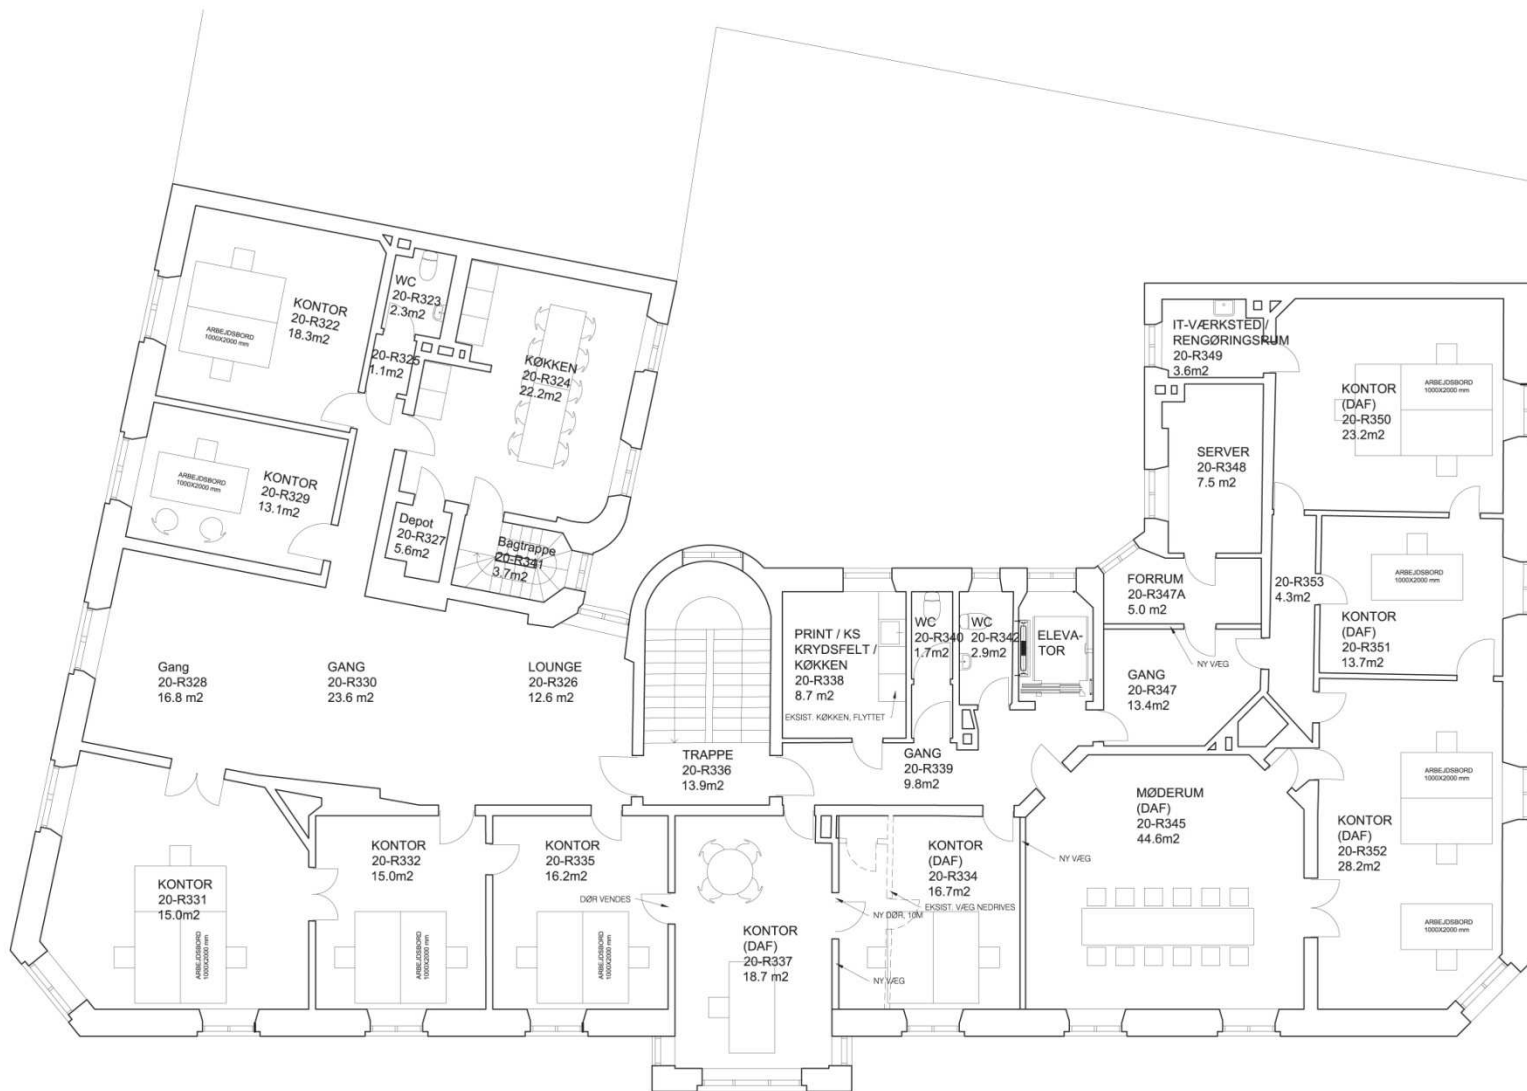 KONTOR
20-R322
18.3m2
ARBEJDSBORD
1000X2000 mm
WC
20-R323
2.3m2
20-R325
1.1m2
KØKKEN
20-R324
22.2m2
KONTOR
20-R329
13.1m2
ARBEJDSBORD
1000X2000 mm
Depot
20-R327
5.6m2
Bagtrappe
20-R341
3.7m2
Gang
20-R328
16.8 m2
GANG
20-R330
23.6 m2
LOUNGE
20-R326
12.6 m2
TRAPPE
20-R336
13.9m2
PRINT / KS
KRYDSFELT /
KØKKEN
20-R338
8.7 m2
EKSIST. KØKKEN, FLYTTET
WC
20-R340
1.7m2
WC
20-R342
2.9m2
ELEVA-
TOR
GANG
20-R339
9.8m2
IT-VÆRKSTED /
RENGØRINGSRUM
20-R349
3.6m2
SERVER
20-R348
7.5 m2
FORRUM
20-R347A
5.0 m2
NY VÆG
GANG
20-R347
13.4m2
20-R353
4.3m2
KONTOR
(DAF)
20-R350
23.2m2
ARBEJDSBORD
1000X2000 mm
KONTOR
(DAF)
20-R351
13.7m2
ARBEJDSBORD
1000X2000 mm
KONTOR
(DAF)
20-R352
28.2m2
ARBEJDSBORD
1000X2000 mm
ARBEJDSBORD
1000X2000 mm
MØDERUM
(DAF)
20-R345
44.6m2
NY VÆG
KONTOR
20-R331
15.0m2
ARBEJDSBORD
1000X2000 mm
KONTOR
20-R332
15.0m2
ARBEJDSBORD
1000X2000 mm
KONTOR
20-R335
16.2m2
ARBEJDSBORD
1000X2000 mm
DØR VENDES
KONTOR
(DAF)
20-R337
18.7 m2
KONTOR
(DAF)
20-R334
16.7m2
EKSIST. VÆG NEDRIVES
NY DØR, 10M
NY VÆG